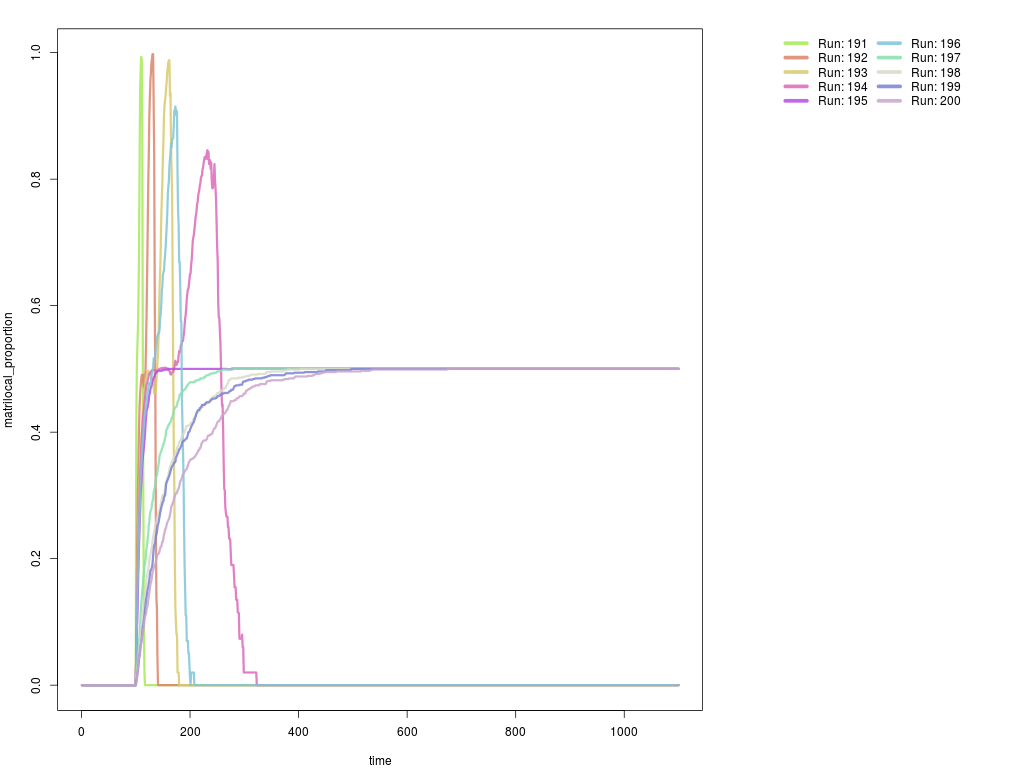 1.0
0.8
0.6
0.4
0.2
0.0
matrilocal_proportion
0 200 400 600 800 1000
time
Run: 191 Run: 196
Run: 192 Run: 197
Run: 193 Run: 198
Run: 194 Run: 199
Run: 195 Run: 200